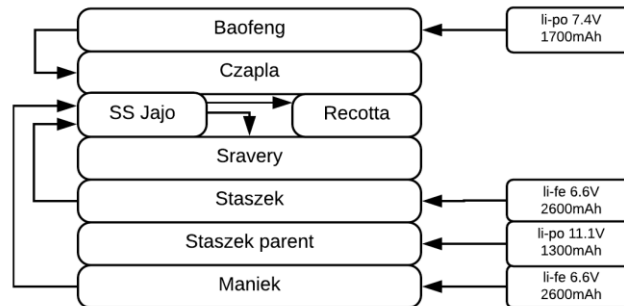 Baofeng
li-po 7.4V
1700mAh
Czapla
SS Jajo
Recotta
Sravery
Staszek
li-fe 6.6V
2600mAh
Staszek parent
li-po 11.1V
1300mAh
Maniek
li-fe 6.6V
2600mAh